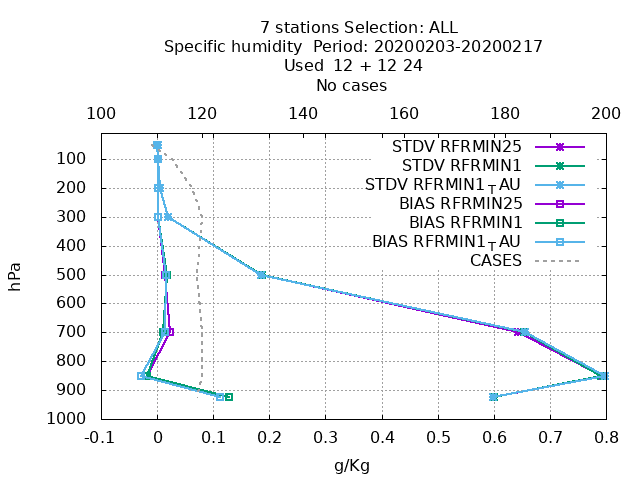 7 stations Selection: ALL
Specific humidity  Period: 20200203-20200217
Used  12 + 12 24
No cases
100 120 140 160 180 200
STDV RFRMIN25
STDV RFRMIN1
STDV RFRMIN1TAU
BIAS RFRMIN25
BIAS RFRMIN1
BIAS RFRMIN1TAU
CASES
100
200
300
400
500
600
700
800
900
1000
hPa
-0.1 0 0.1 0.2 0.3 0.4 0.5 0.6 0.7 0.8
g/Kg